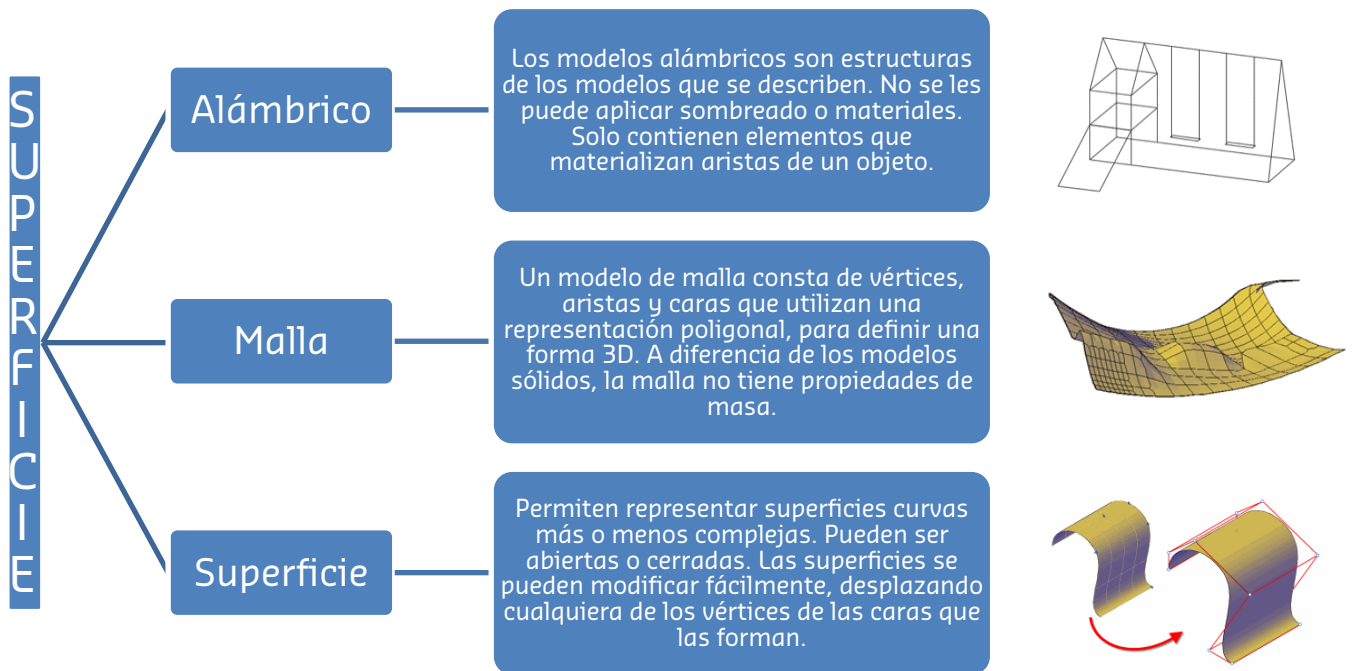 SUPERFICIE
Alámbrico
Los modelos alámbricos son estructuras
de los modelos que se describen. No se les
puede aplicar sombreado o materiales.
Solo contienen elementos que
materializan aristas de un objeto.
Malla
Un modelo de malla consta de vértices,
aristas y caras que utilizan una
representación poligonal, para definir una
forma 3D. A diferencia de los modelos
sólidos, la malla no tiene propiedades de
masa.
Superficie
Permiten representar superficies curvas
más o menos complejas. Pueden ser
abiertas o cerradas. Las superficies se
pueden modificar fácilmente, desplazando
cualquiera de los vértices de las caras que
las forman.